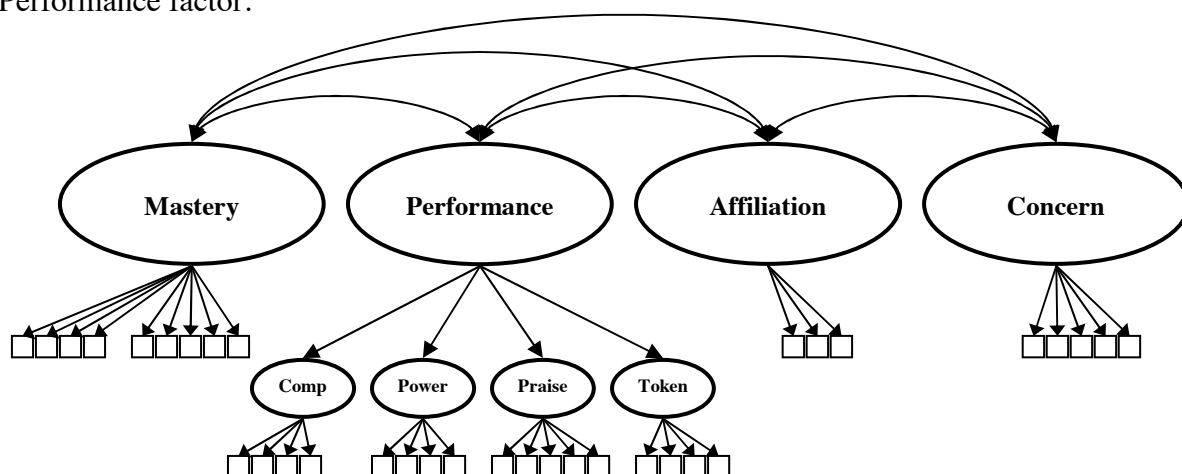 Performance factor.
Mastery Performance Affiliation Concern
Comp Power Praise Token